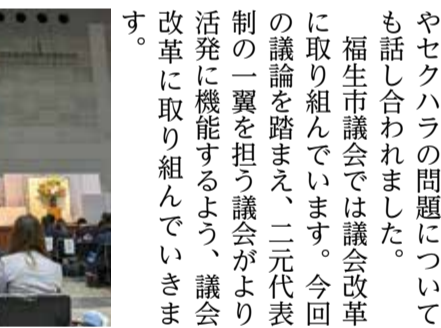 やセクハラの問題について
も話し合われました。
　福生市議会では議会改革
に取り組んでいます。今回
の議論を踏まえ、二元代表
制の一翼を担う議会がより
活発に機能するよう、議会
改革に取り組んでいきま
す。